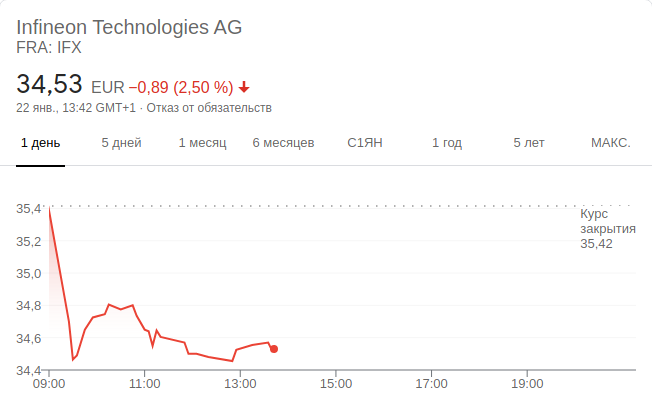 Infineon Technologies AG
FRA: IFX
34,53 EUR −0,89 (2,50 %)
22 янв., 13:42 GMT+1 · Отказ от обязательств
1 день 5 дней 1 месяц 6 месяцев С1ЯН 1 год 5 лет МАКС.
35,4
Курс
закрытия
35,42
35,2
35,0
34,8
34,6
34,4
09:00 11:00 13:00 15:00 17:00 19:00